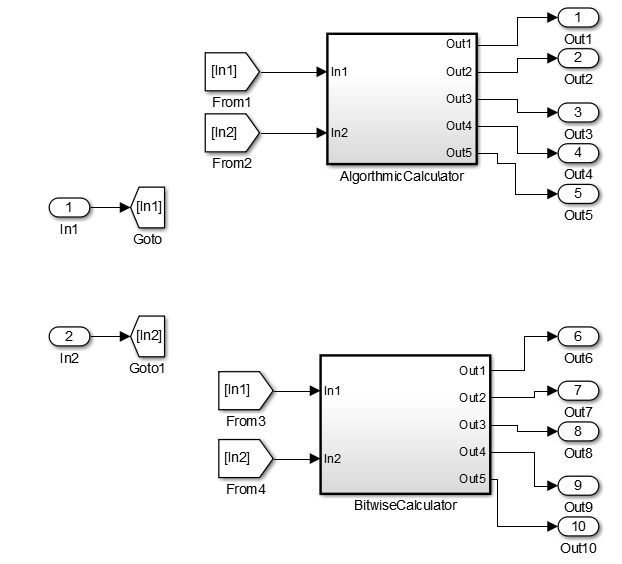 1
Out1
Out1
[In1]
In1
Out2
2
Out2
From1
Out3
3
Out3
[In2]
In2
Out4
4
Out4
From2
Out5
AlgorthmicCalculator
5
Out5
1
In1
[In1]
Goto
2
In2
[In2]
Goto1
6
Out6
Out1
[In1]
In1
Out2
7
Out7
From3
Out3
8
Out8
[In2]
In2
Out4
9
Out9
From4
Out5
BitwiseCalculator
10
Out10